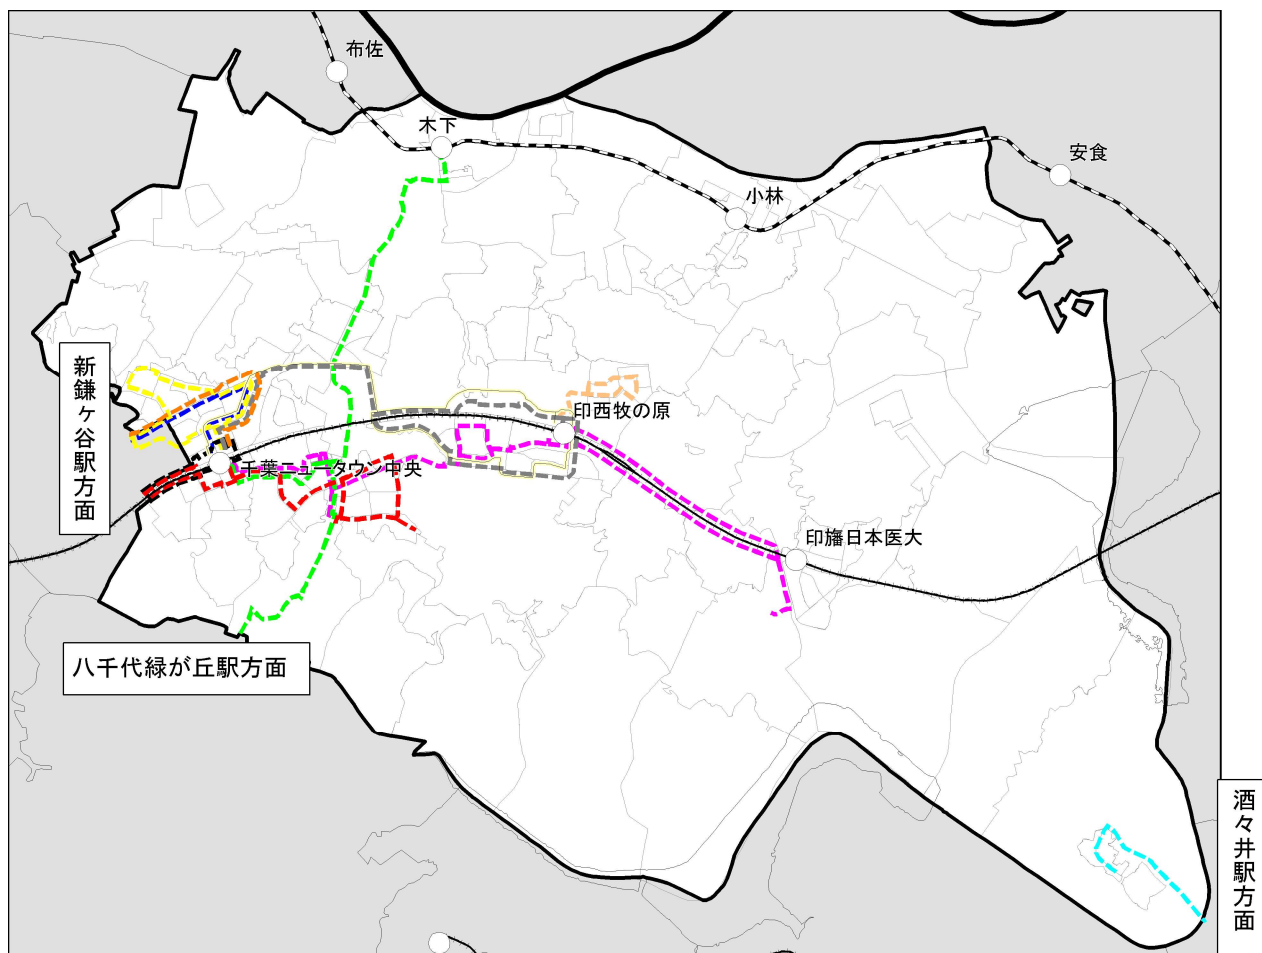 布佐
木下
安食
小林
新鎌ヶ谷駅方面
印西牧の原
千葉ニュータウン中央
印旛日本医大
八千代緑が丘駅方面
酒々井駅方面